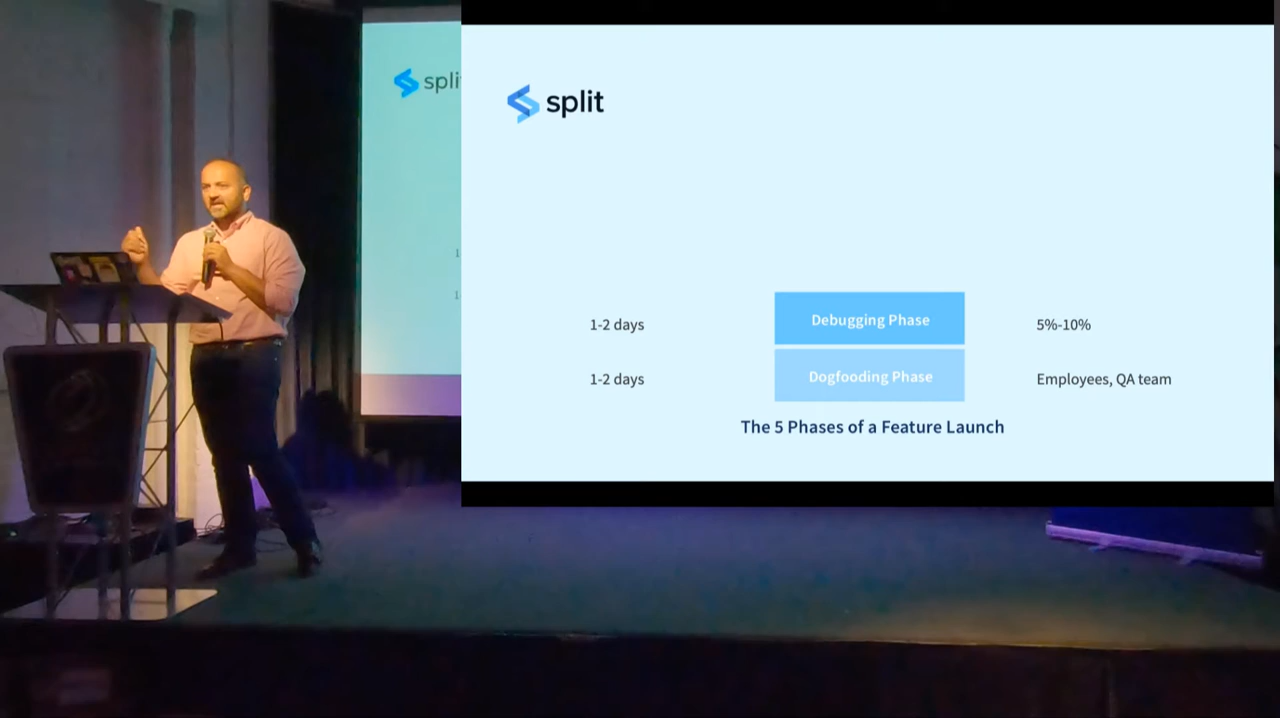 split
split
1-2 days Debugging Phase 5%-10%
1-2 days Dogfooding Phase Employees, QA team
The 5 Phases of a Feature Launch